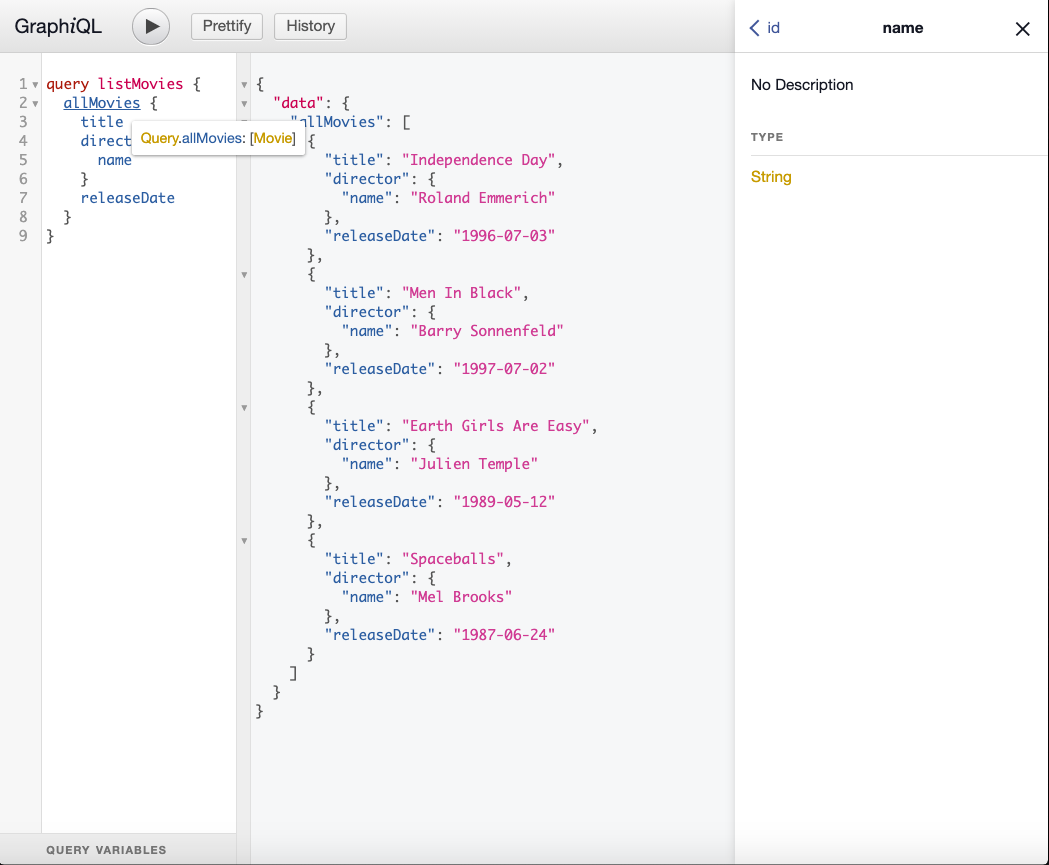 GraphiQL
Prettify
History
1 query listMovies {
2 allMovies {
3 title
4 direct
5 name
6 }
7 releaseDate
8 }
9 }
Query.allMovies: [Movie]
QUERY VARIABLES
{
"data": {
"allMovies": [
{
"title": "Independence Day",
"director": {
"name": "Roland Emmerich"
},
"releaseDate": "1996-07-03"
},
{
"title": "Men In Black",
"director": {
"name": "Barry Sonnenfeld"
},
"releaseDate": "1997-07-02"
},
{
"title": "Earth Girls Are Easy",
"director": {
"name": "Julien Temple"
},
"releaseDate": "1989-05-12"
},
{
"title": "Spaceballs",
"director": {
"name": "Mel Brooks"
},
"releaseDate": "1987-06-24"
}
]
}
}
id
name
No Description
TYPE
String